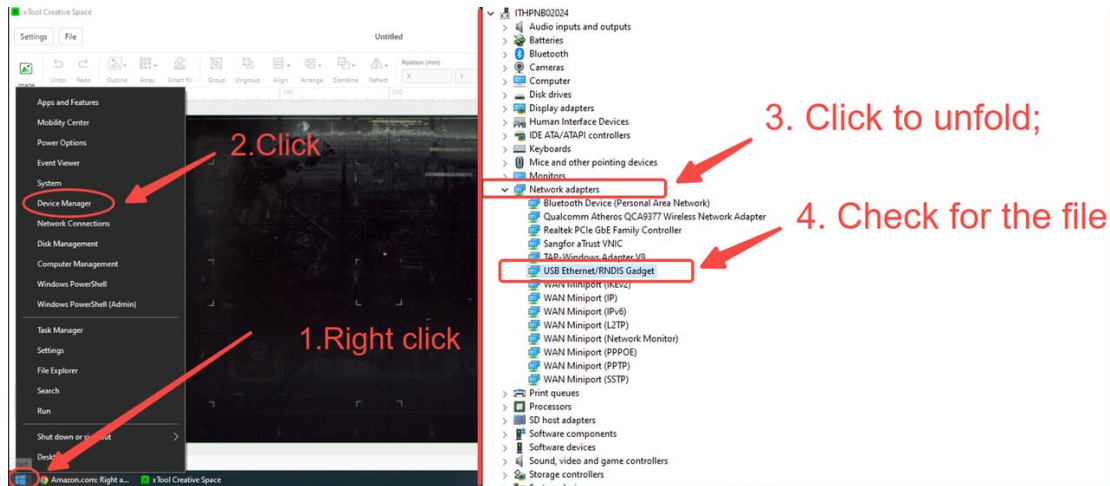 xTool Creative Space
Settings
File
Untitled
Undo
Redo
Outline
Array
Smart fill
Group
Ungroup
Align
Arrange
Combine
Reflect
Position (mm)
X
Y
Image
100
200
Apps and Features
Mobility Center
Power Options
Event Viewer
System
Device Manager
Network Connections
Disk Management
Computer Management
Windows PowerShell
Windows PowerShell (Admin)
Task Manager
Settings
File Explorer
Search
Run
Shut down or sign out
2.Click
1.Right click
Amazon.com: Right a...
xTool Creative Space
ITHPNB02024
Audio inputs and outputs
Batteries
Bluetooth
Cameras
Computer
Disk drives
Display adapters
Human Interface Devices
IDE ATA/ATAPI controllers
Keyboards
Mice and other pointing devices
Monitors
Network adapters
Bluetooth Device (Personal Area Network)
Qualcomm Atheros QCA9377 Wireless Network Adapter
Realtek PCIe GbE Family Controller
Sangfor aTrust VNIC
TAP-Windows Adapter V9
USB Ethernet/RNDIS Gadget
WAN Miniport (IKEv2)
WAN Miniport (IP)
WAN Miniport (IPv6)
WAN Miniport (L2TP)
WAN Miniport (Network Monitor)
WAN Miniport (PPPOE)
WAN Miniport (PPTP)
WAN Miniport (SSTP)
Print queues
Processors
SD host adapters
Software components
Software devices
Sound, video and game controllers
Storage controllers
3. Click to unfold;
4. Check for the file